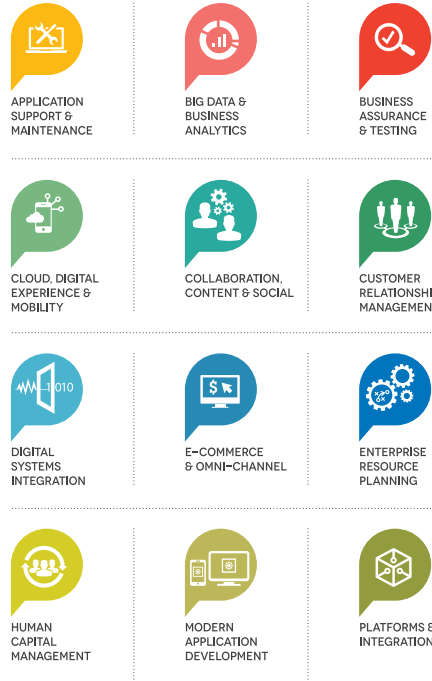 APPLICATION
SUPPORT &
MAINTENANCE
BIG DATA &
BUSINESS
ANALYTICS
BUSINESS
ASSURANCE
& TESTING
CLOUD, DIGITAL
EXPERIENCE &
MOBILITY
COLLABORATION,
CONTENT & SOCIAL
CUSTOMER
RELATIONSHI
MANAGEMEN
1010
DIGITAL
SYSTEMS
INTEGRATION
$
E-COMMERCE
& OMNI-CHANNEL
ENTERPRISE
RESOURCE
PLANNING
HUMAN
CAPITAL
MANAGEMENT
MODERN
APPLICATION
DEVELOPMENT
PLATFORMS &
INTEGRATION